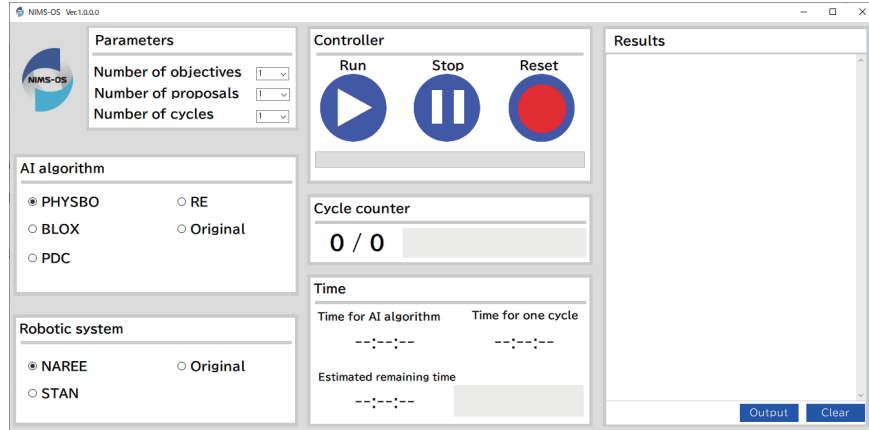 NIMS-OS Ver.1.0.0.0
NIMS-OS
Parameters
Number of objectives 1
Number of proposals 1
Number of cycles 1
AI algorithm
PHYSBO RE
BLOX Original
PDC
Robotic system
NAREE Original
STAN
Controller
Run Stop Reset
Cycle counter
0 / 0
Time
Time for AI algorithm Time for one cycle
--:--:-- --:--:--
Estimated remaining time
--:--:--
Results
Output Clear